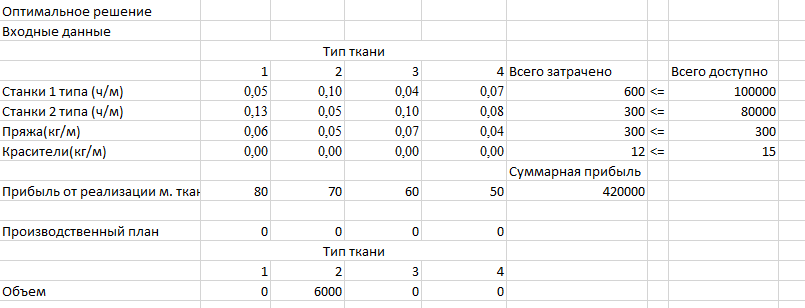 Оптимальное решение
Входные данные
Тип ткани
1 2 3 4 Всего затрачено Всего доступно
Станки 1 типа (ч/м) 0,05 0,10 0,04 0,07 600 <= 100000
Станки 2 типа (ч/м) 0,13 0,05 0,10 0,08 300 <= 80000
Пряжа(кг/м) 0,06 0,05 0,07 0,04 300 <= 300
Красители(кг/м) 0,00 0,00 0,00 0,00 12 <= 15
Суммарная прибыль
Прибыль от реализации м. ткан 80 70 60 50 420000
Производственный план 0 0 0 0
Тип ткани
1 2 3 4
Объем 0 6000 0 0